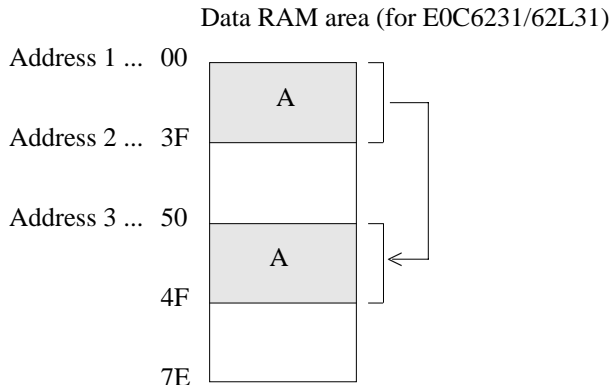 Data RAM area (for E0C6231/62L31)
Address 1 ... 00
A
Address 2 ... 3F
Address 3 ... 50
A
4F
7E